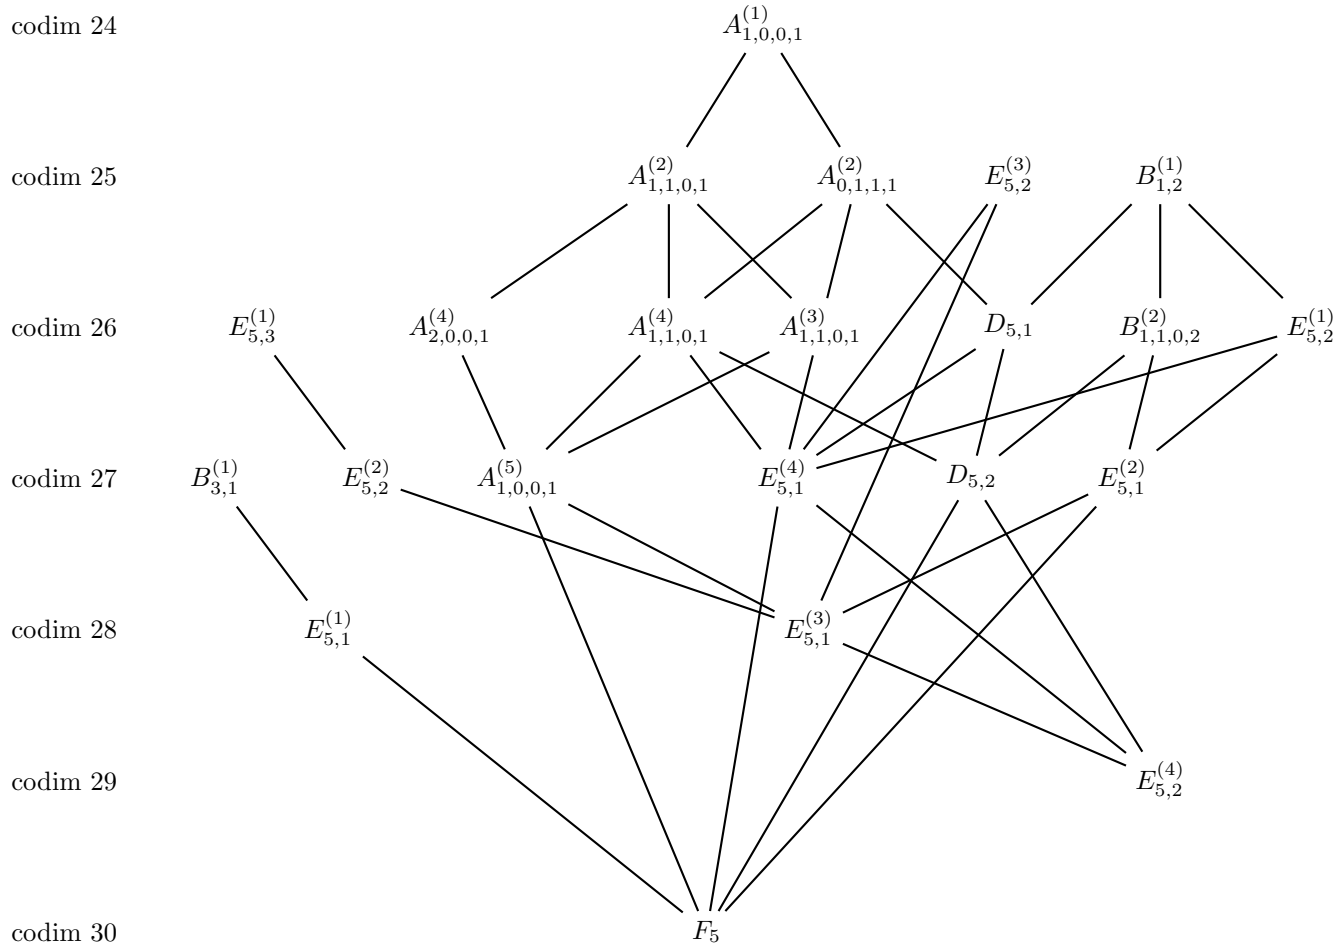 codim 24 A^{(1)}_{1,0,0,1}
codim 25 A^{(2)}_{1,1,0,1} A^{(2)}_{0,1,1,1} E^{(3)}_{5,2} B^{(1)}_{1,2}
codim 26 E^{(1)}_{5,3} A^{(4)}_{2,0,0,1} A^{(4)}_{1,1,0,1} A^{(3)}_{1,1,0,1} D_{5,1} B^{(2)}_{1,1,0,2} E^{(1)}_{5,2}
codim 27 B^{(1)}_{3,1} E^{(2)}_{5,2} A^{(5)}_{1,0,0,1} E^{(4)}_{5,1} D_{5,2} E^{(2)}_{5,1}
codim 28 E^{(1)}_{5,1} E^{(3)}_{5,1}
codim 29 E^{(4)}_{5,2}
codim 30 F_5